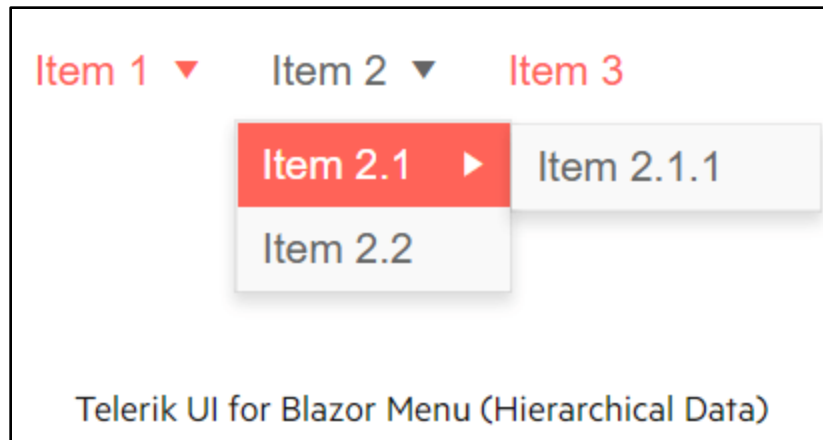 Item 1 Item 2 Item 3
Item 2.1 Item 2.1.1
Item 2.2
Telerik UI for Blazor Menu (Hierarchical Data)